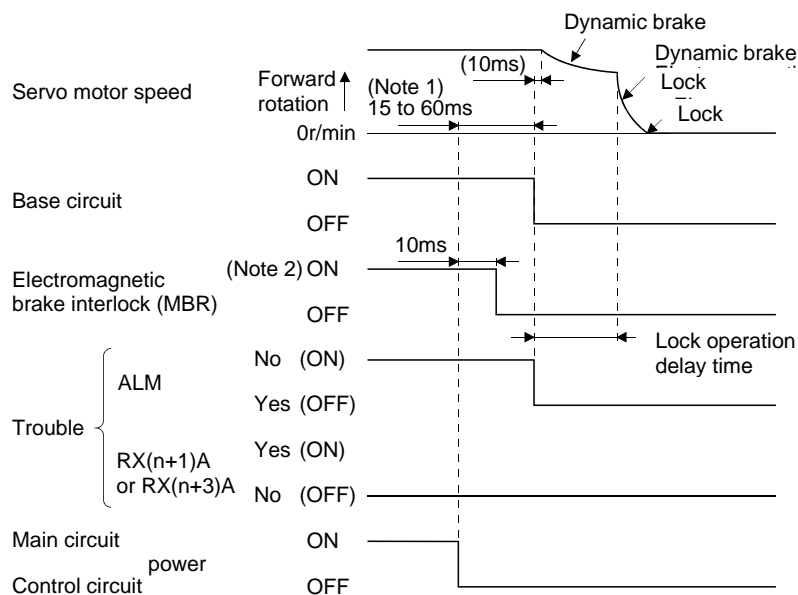 Dynamic brake
Dynamic brake
Lock
Lock
(10ms)
Servo motor speed
Forward
rotation
(Note 1)
15 to 60ms
0r/min
Base circuit
ON
OFF
10ms
Electromagnetic
brake interlock (MBR)
(Note 2) ON
OFF
Lock operation
delay time
Trouble
ALM
No (ON)
Yes (OFF)
RX(n+1)A
or RX(n+3)A
Yes (ON)
No (OFF)
Main circuit
power
Control circuit
ON
OFF